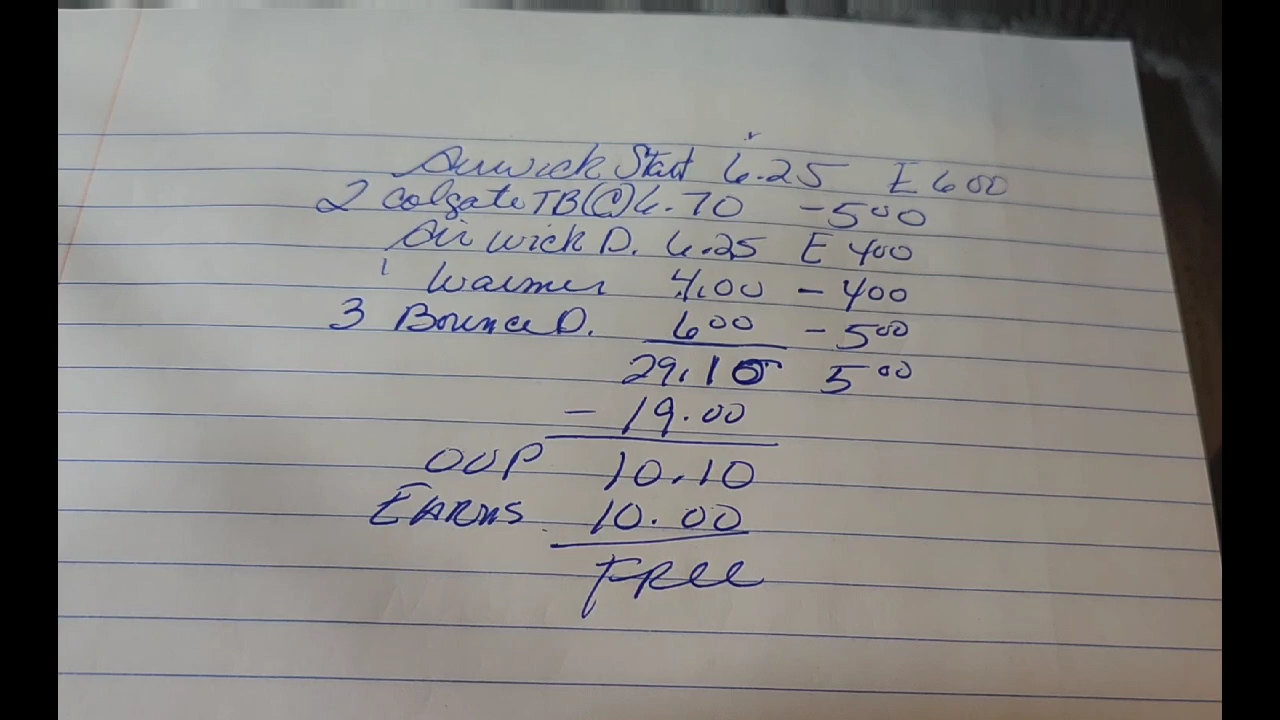 Airwick Start 6.25 E 600
2 Colgate TB(C) 6.70 -500
Air wick D. 6.25 E 400
1 Warmer 4.00 - 400
3 Bounce D. 600 - 500
29.10 500
- 19.00
OOP 10.10
EARNS 10.00
FREE